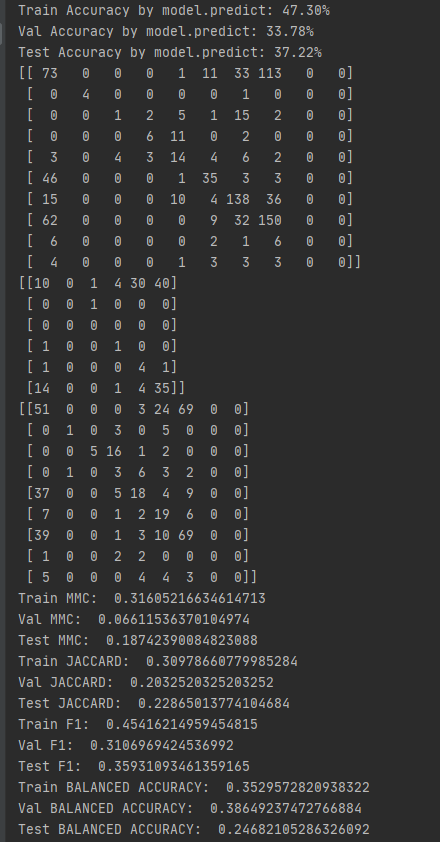 Train Accuracy by model.predict: 47.30%
Val Accuracy by model.predict: 33.78%
Test Accuracy by model.predict: 37.22%
[[ 73   0   0   0   1  11  33 113   0   0]
 [  0   4   0   0   0   0   1   0   0   0]
 [  0   0   1   2   5   1  15   2   0   0]
 [  0   0   0   6  11   0   2   0   0   0]
 [  3   0   4   3  14   4   6   2   0   0]
 [ 46   0   0   0   1  35   3   3   0   0]
 [ 15   0   0   0  10   4 138  36   0   0]
 [ 62   0   0   0   0   9  32 150   0   0]
 [  6   0   0   0   0   2   1   6   0   0]
 [  4   0   0   0   1   3   3   3   0   0]]
[[10  0  1  4 30 40]
 [ 0  0  1  0  0  0]
 [ 0  0  0  0  0  0]
 [ 1  0  0  1  0  0]
 [ 1  0  0  0  4  1]
 [14  0  0  1  4 35]]
[[51  0  0  0  3 24 69  0  0]
 [ 0  1  0  3  0  5  0  0  0]
 [ 0  0  5 16  1  2  0  0  0]
 [ 0  1  0  3  6  3  2  0  0]
 [37  0  0  5 18  4  9  0  0]
 [ 7  0  0  1  2 19  6  0  0]
 [39  0  0  1  3 10 69  0  0]
 [ 1  0  0  2  2  0  0  0  0]
 [ 5  0  0  0  4  4  3  0  0]]
Train MMC:  0.31605216634614713
Val MMC:  0.06611536370104974
Test MMC:  0.18742390084823088
Train JACCARD:  0.30978660779985284
Val JACCARD:  0.2032520325203252
Test JACCARD:  0.22865013774104684
Train F1:  0.45416214959454815
Val F1:  0.3106969424536992
Test F1:  0.35931093461359165
Train BALANCED ACCURACY:  0.3529572820938322
Val BALANCED ACCURACY:  0.38649237472766884
Test BALANCED ACCURACY:  0.24682105286326092